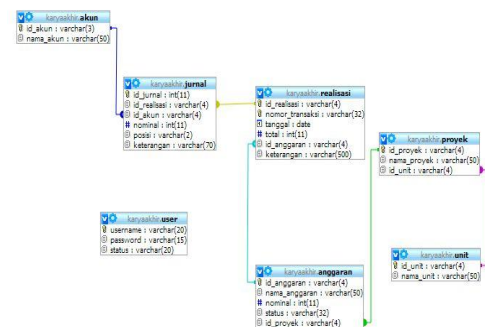 karyaakhir.akun
id_akun : varchar(3)
nama_akun : varchar(50)
karyaakhir.jurnal
id_jurnal : int(11)
id_realisasi : varchar(4)
id_akun : varchar(4)
nominal : int(11)
posisi : varchar(2)
keterangan : varchar(70)
karyaakhir.realisasi
id_realisasi : varchar(4)
nomor_transaksi : varchar(32)
tanggal : date
total : int(11)
id_anggaran : varchar(4)
keterangan : varchar(500)
karyaakhir.proyek
id_proyek : varchar(4)
nama_proyek : varchar(50)
id_unit : varchar(4)
karyaakhir.user
username : varchar(20)
password : varchar(15)
status : varchar(20)
karyaakhir.unit
id_unit : varchar(4)
nama_unit : varchar(50)
karyaakhir.anggaran
id_anggaran : varchar(4)
nama_anggaran : varchar(50)
nominal : int(11)
status : varchar(32)
id_proyek : varchar(4)